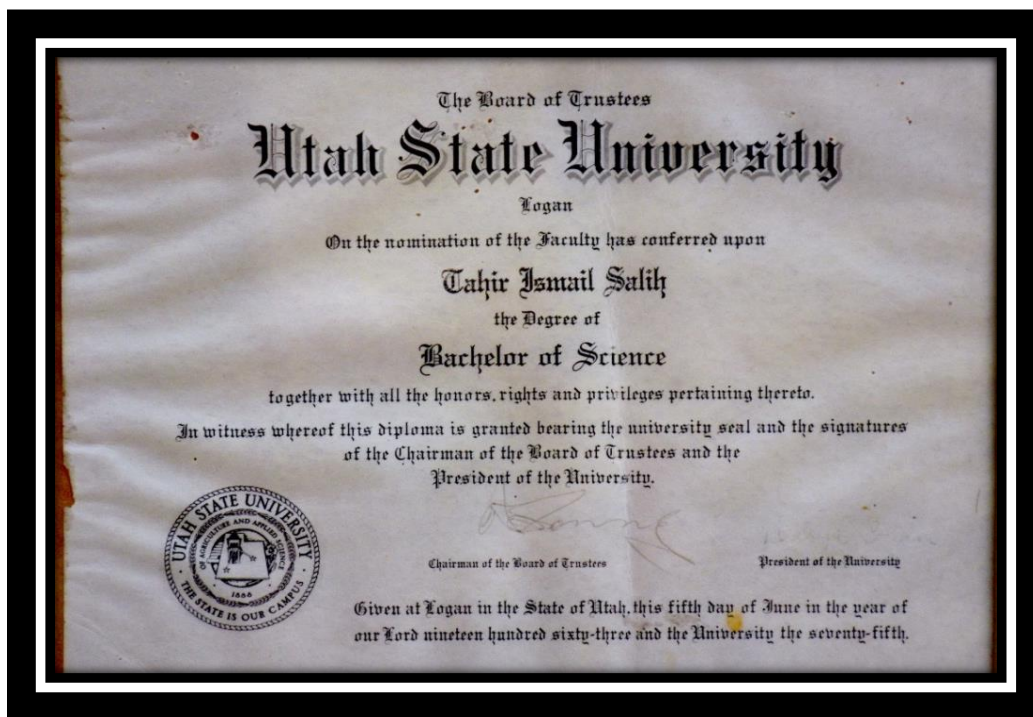 The Board of Trustees
Utah State University
Logan
On the nomination of the Faculty has conferred upon
Tahir Ismail Salih
the Degree of
Bachelor of Science
together with all the honors, rights and privileges pertaining thereto.
In witness whereof this diploma is granted bearing the university seal and the signatures
of the Chairman of the Board of Trustees and the
President of the University.
UTAH STATE UNIVERSITY
OF AGRICULTURE AND APPLIED SCIENCE
1888
THE STATE IS OUR CAMPUS
Chairman of the Board of Trustees
President of the University
Given at Logan in the State of Utah, this fifth day of June in the year of
our Lord nineteen hundred sixty-three and the University the seventy-fifth.